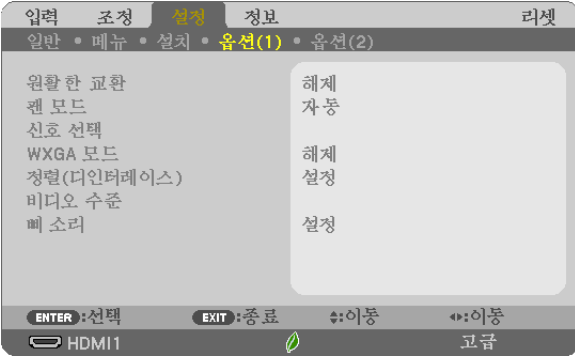 입력 조정 설정 정보 리셋
일반 • 메뉴 • 설치 • 옵션(1) • 옵션(2)
원활한 교환 해제
팬 모드 자동
신호 선택
WXGA 모드 해제
정렬(디인터레이스) 설정
비디오 수준
삐 소리 설정
ENTER :선택 EXIT :종료 :이동 :이동
HDMI1 고급